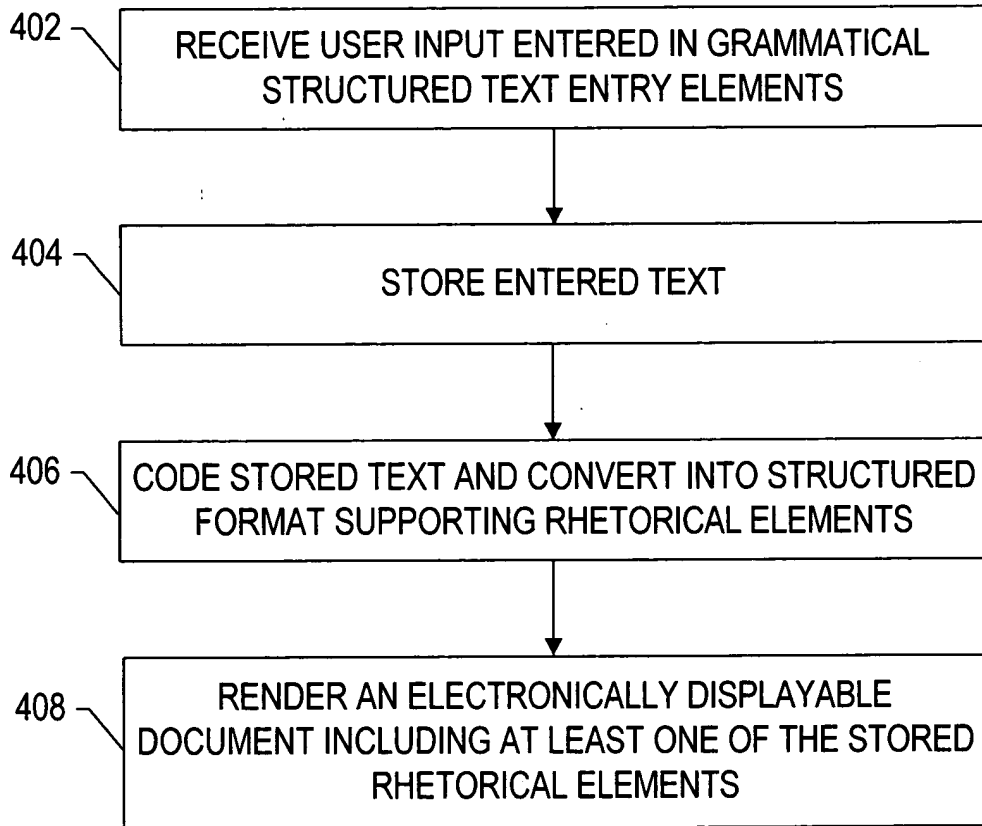 402
RECEIVE USER INPUT ENTERED IN GRAMMATICAL
STRUCTURED TEXT ENTRY ELEMENTS
404
STORE ENTERED TEXT
406
CODE STORED TEXT AND CONVERT INTO STRUCTURED
FORMAT SUPPORTING RHETORICAL ELEMENTS
408
RENDER AN ELECTRONICALLY DISPLAYABLE
DOCUMENT INCLUDING AT LEAST ONE OF THE STORED
RHETORICAL ELEMENTS